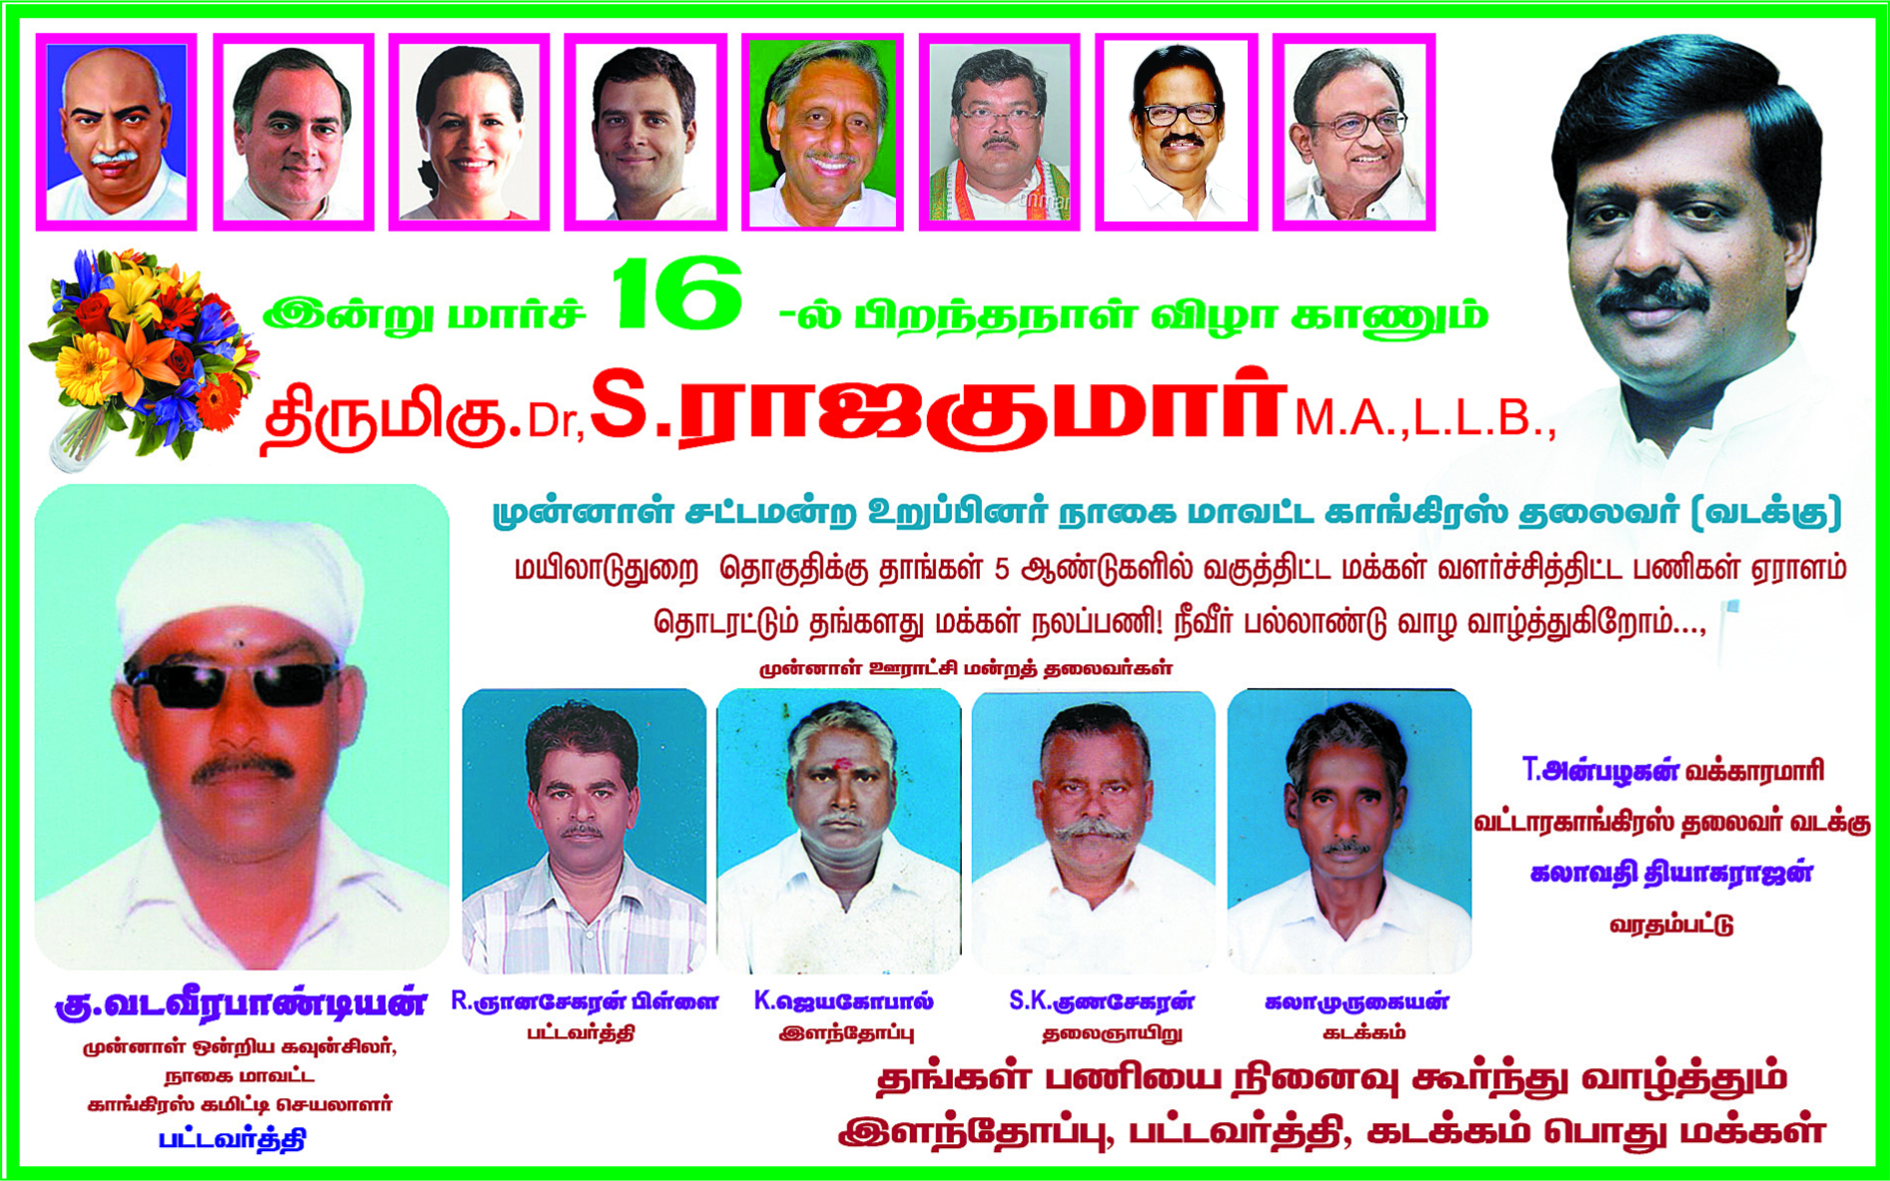 இன்று மார்ச் 16 -ல் பிறந்தநாள் விழா காணும்
திருமிகு.Dr,S.ராஜகுமார் M.A.,L.L.B.,
முன்னாள் சட்டமன்ற உறுப்பினர் நாகை மாவட்ட காங்கிரஸ் தலைவர் (வடக்கு)
மயிலாடுதுறை தொகுதிக்கு தாங்கள் 5 ஆண்டுகளில் வகுத்திட்ட மக்கள் வளர்ச்சித்திட்ட பணிகள் ஏராளம்
தொடரட்டும் தங்களது மக்கள் நலப்பணி! நீவீர் பல்லாண்டு வாழ வாழ்த்துகிறோம்...,
முன்னாள் ஊராட்சி மன்றத் தலைவர்கள்
T.அன்பழகன் வக்காரமாரி
வட்டாரகாங்கிரஸ் தலைவர் வடக்கு
கலாவதி தியாகராஜன்
வரதம்பட்டு
கு.வடவீரபாண்டியன்
முன்னாள் ஒன்றிய கவுன்சிலர்,
நாகை மாவட்ட
காங்கிரஸ் கமிட்டி செயலாளர்
பட்டவர்த்தி
R.ஞானசேகரன் பிள்ளை
பட்டவர்த்தி
K.ஜெயகோபால்
இளந்தோப்பு
S.K.குணசேகரன்
தலைஞாயிறு
கலாமுருகையன்
கடக்கம்
தங்கள் பணியை நினைவு கூர்ந்து வாழ்த்தும்
இளந்தோப்பு, பட்டவர்த்தி, கடக்கம் பொது மக்கள்